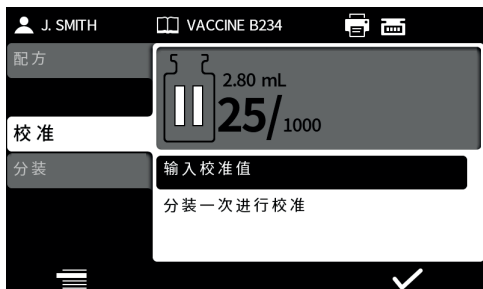 J. SMITH
VACCINE B234
配方
2.80 mL
25/1000
校准
输入校准值
分装
分装一次进行校准